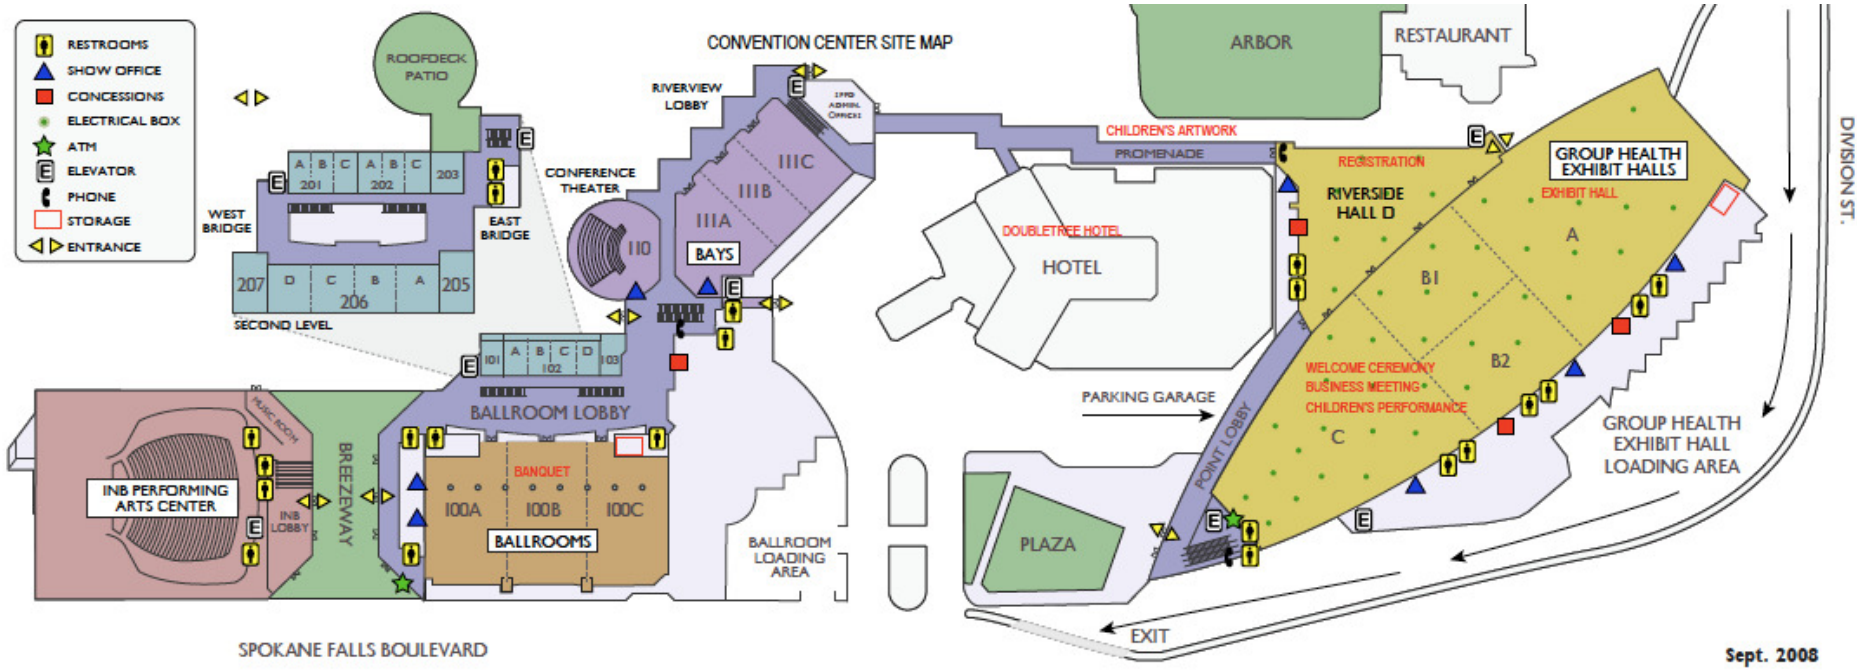 CONVENTION CENTER SITE MAP
RESTROOMS
SHOW OFFICE
CONCESSIONS
ELECTRICAL BOX
ATM
E ELEVATOR
PHONE
STORAGE
ENTRANCE
ROOFDECK
PATIO
E
E
A B C A B C
201 202 203
WEST
BRIDGE
EAST
BRIDGE
207 D C B A 205
206
SECOND LEVEL
RIVERVIEW
LOBBY
E
ADMIN.
OFFICES
CONFERENCE
THEATER
110
IIIC
IIIB
IIIA
BAYS
E
E
101 A B C D 103
102
BALLROOM LOBBY
MUSIC ROOM
INB PERFORMING
ARTS CENTER
E
INB
LOBBY
BREEZEWAY
BANQUET
100A 100B 100C
BALLROOMS
BALLROOM
LOADING
AREA
SPOKANE FALLS BOULEVARD
ARBOR
RESTAURANT
CHILDREN'S ARTWORK
PROMENADE
DOUBLETREE HOTEL
HOTEL
E
REGISTRATION
RIVERSIDE
HALL D
GROUP HEALTH
EXHIBIT HALLS
EXHIBIT HALL
A
B1
B2
WELCOME CEREMONY
BUSINESS MEETING
CHILDREN'S PERFORMANCE
C
PARKING GARAGE
POINT LOBBY
E
E
PLAZA
GROUP HEALTH
EXHIBIT HALL
LOADING AREA
DIVISION ST.
EXIT
Sept. 2008